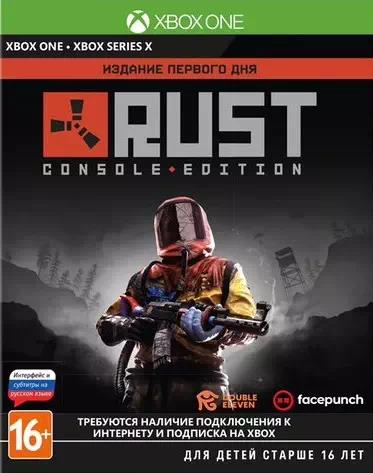 XBOX ONE
XBOX ONE • XBOX SERIES X
ИЗДАНИЕ ПЕРВОГО ДНЯ
RUST
CONSOLE • EDITION
Интерфейс и
субтитры на
русском языке
DOUBLE
ELEVEN
facepunch
16+
ТРЕБУЮТСЯ НАЛИЧИЕ ПОДКЛЮЧЕНИЯ К
ИНТЕРНЕТУ И ПОДПИСКА НА XBOX
ДЛЯ ДЕТЕЙ СТАРШЕ 16 ЛЕТ